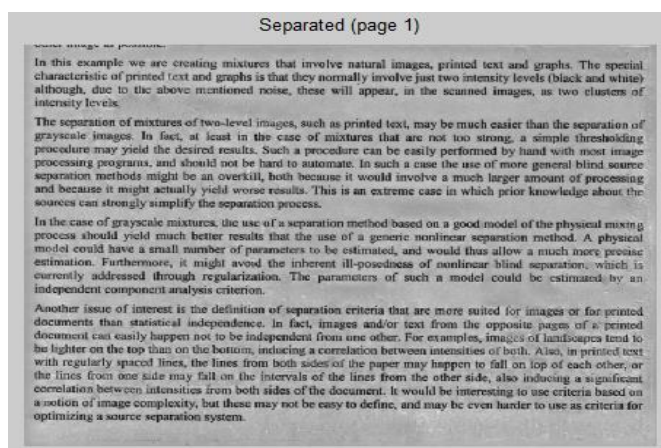 Separated (page 1)
other image as possible.
In this example we are creating mixtures that involve natural images, printed text and graphs. The special
characteristic of printed text and graphs is that they normally involve just two intensity levels (black and white)
although, due to the above mentioned noise, these will appear, in the scanned images, as two clusters of
intensity levels.
The separation of mixtures of two-level images, such as printed text, may be much easier than the separation of
grayscale images. In fact, at least in the case of mixtures that are not too strong, a simple thresholding
procedure may yield the desired results. Such a procedure can be easily performed by hand with most image
processing programs, and should not be hard to automate. In such a case the use of more general blind source
separation methods might be an overkill, both because it would involve a much larger amount of processing
and because it might actually yield worse results. This is an extreme case in which prior knowledge about the
sources can strongly simplify the separation process.
In the case of grayscale mixtures, the use of a separation method based on a good model of the physical mixing
process should yield much better results that the use of a generic nonlinear separation method. A physical
model could have a small number of parameters to be estimated, and would thus allow a much more precise
estimation. Furthermore, it might avoid the inherent ill-posedness of nonlinear blind separation, which is
currently addressed through regularization. The parameters of such a model could be estimated by an
independent component analysis criterion.
Another issue of interest is the definition of separation criteria that are more suited for images or for printed
documents than statistical independence. In fact, images and/or text from the opposite pages of a printed
document can easily happen not to be independent from one other. For examples, images of landscapes tend to
be lighter on the top than on the bottom, inducing a correlation between intensities of both. Also, in printed text
with regularly spaced lines, the lines from both sides of the paper may happen to fall on top of each other, or
the lines from one side may fall on the intervals of the lines from the other side, also inducing a significant
correlation between intensities from both sides of the document. It would be interesting to use criteria based on
a notion of image complexity, but these may not be easy to define, and may be even harder to use as criteria for
optimizing a source separation system.